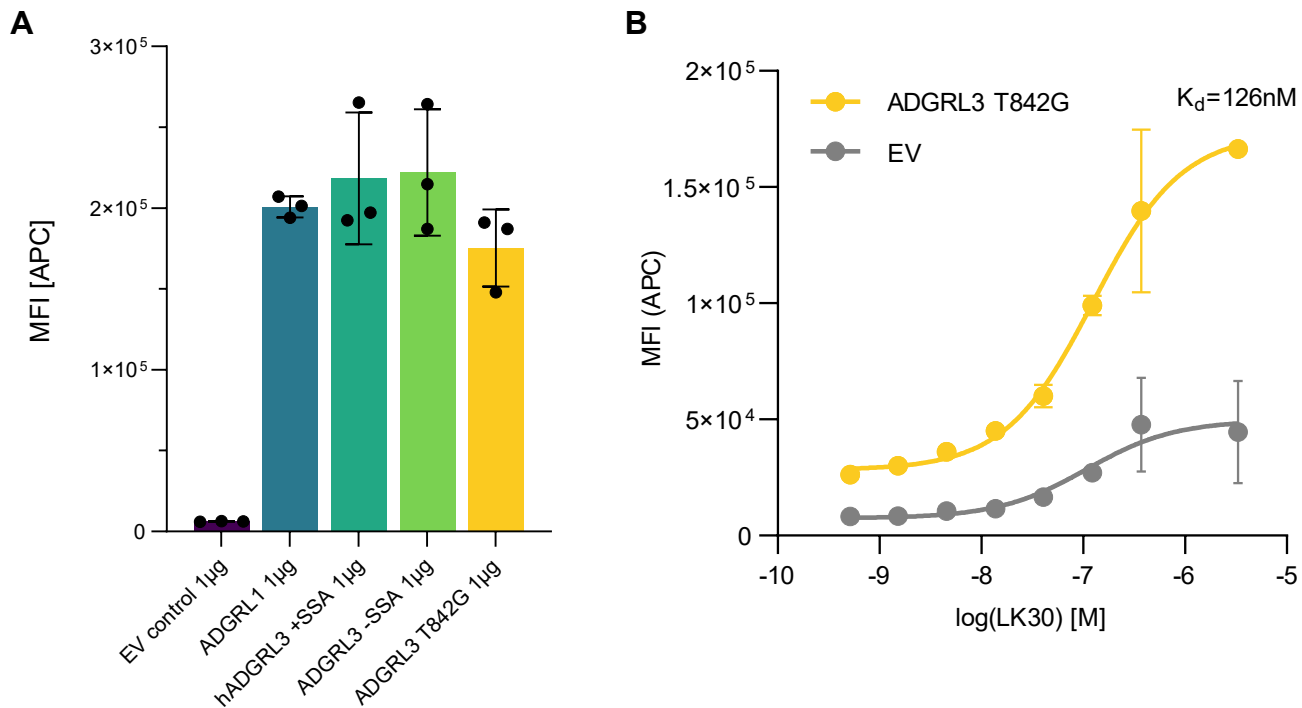 A
3×10⁵
2×10⁵
1×10⁵
0
MFI [APC]
EV control 1µg
ADGRL1 1µg
hADGRL3 +SSA 1µg
ADGRL3 -SSA 1µg
ADGRL3 T842G 1µg
B
2×10⁵
1.5×10⁵
1×10⁵
5×10⁴
0
MFI (APC)
ADGRL3 T842G
EV
K_d=126nM
-10 -9 -8 -7 -6 -5
log(LK30) [M]